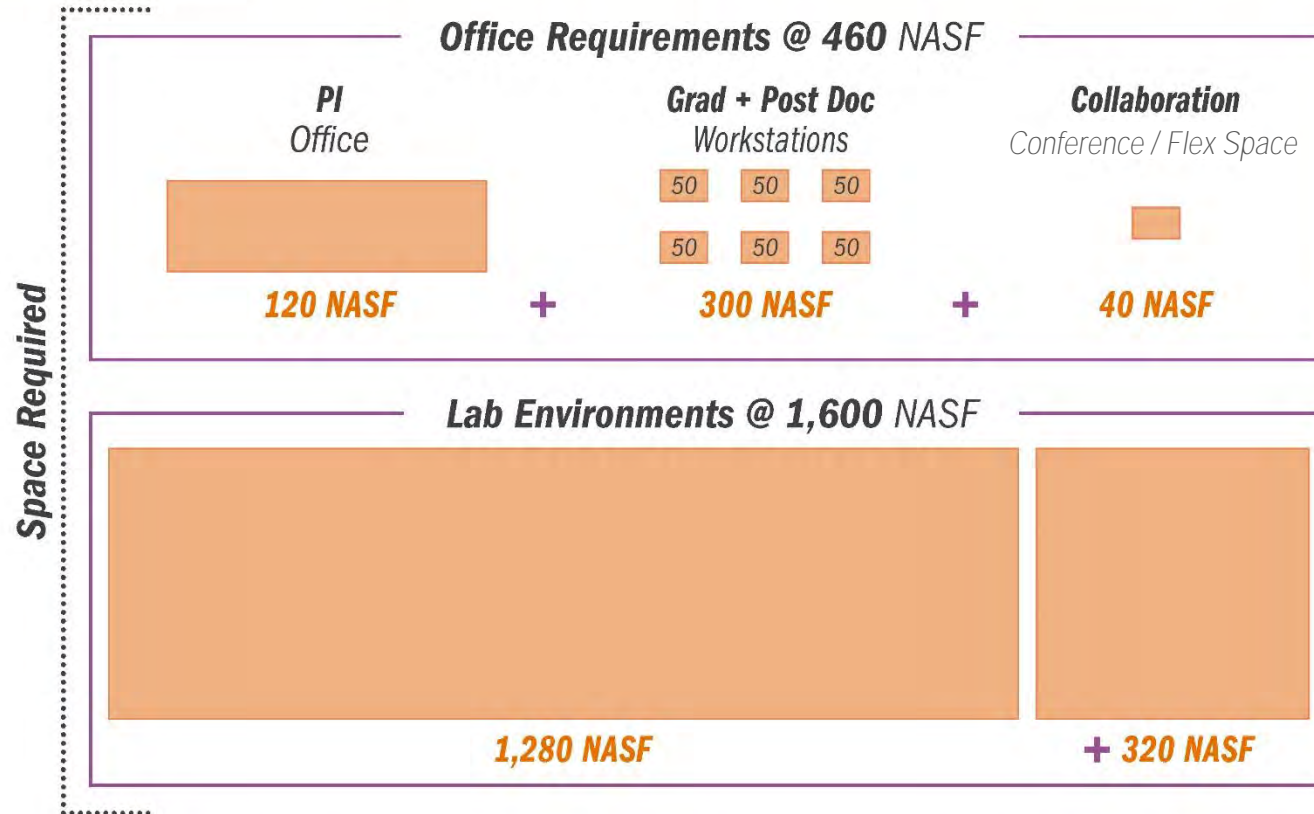 Space Required
Office Requirements @ 460 NASF
PI
Office
120 NASF
+
Grad + Post Doc
Workstations
50 50 50
50 50 50
300 NASF
+
Collaboration
Conference / Flex Space
40 NASF
Lab Environments @ 1,600 NASF
1,280 NASF
+ 320 NASF